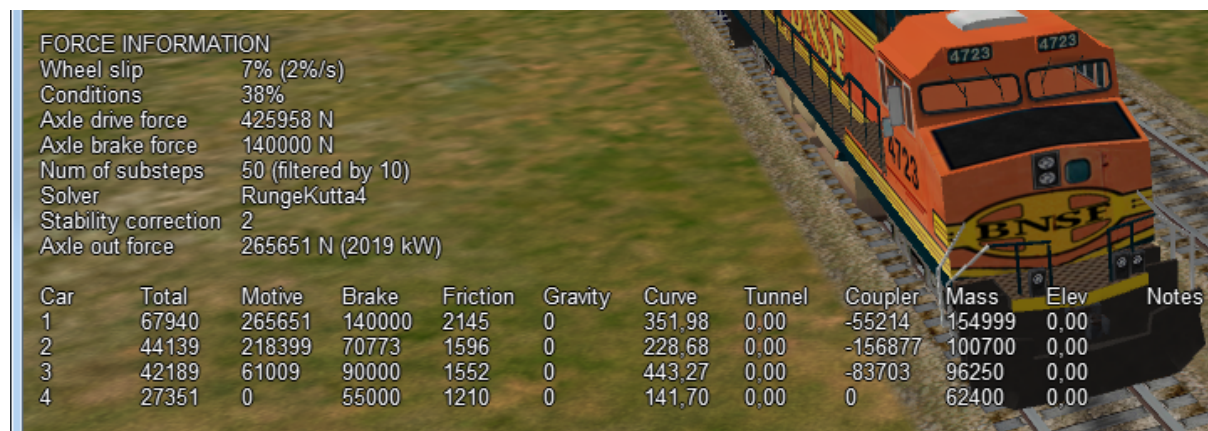 FORCE INFORMATION
Wheel slip 7% (2%/s)
Conditions 38%
Axle drive force 425958 N
Axle brake force 140000 N
Num of substeps 50 (filtered by 10)
Solver RungeKutta4
Stability correction 2
Axle out force 265651 N (2019 kW)
Car Total Motive Brake Friction Gravity Curve Tunnel Coupler Mass Elev Notes
1 67940 265651 140000 2145 0 351,98 0,00 -55214 154999 0,00
2 44139 218399 70773 1596 0 228,68 0,00 -156877 100700 0,00
3 42189 61009 90000 1552 0 443,27 0,00 -83703 96250 0,00
4 27351 0 55000 1210 0 141,70 0,00 0 62400 0,00
BNSF
4723
4723
4723
BNSF